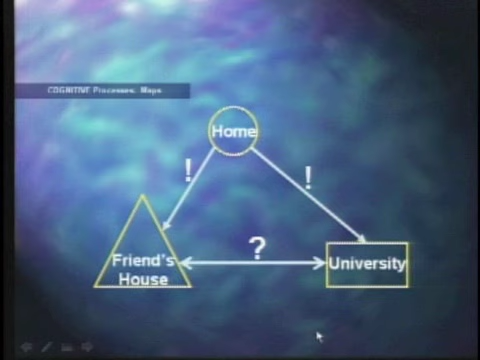 COGNITIVE Processes: Maps
Home
!
!
?
Friend's
House
University